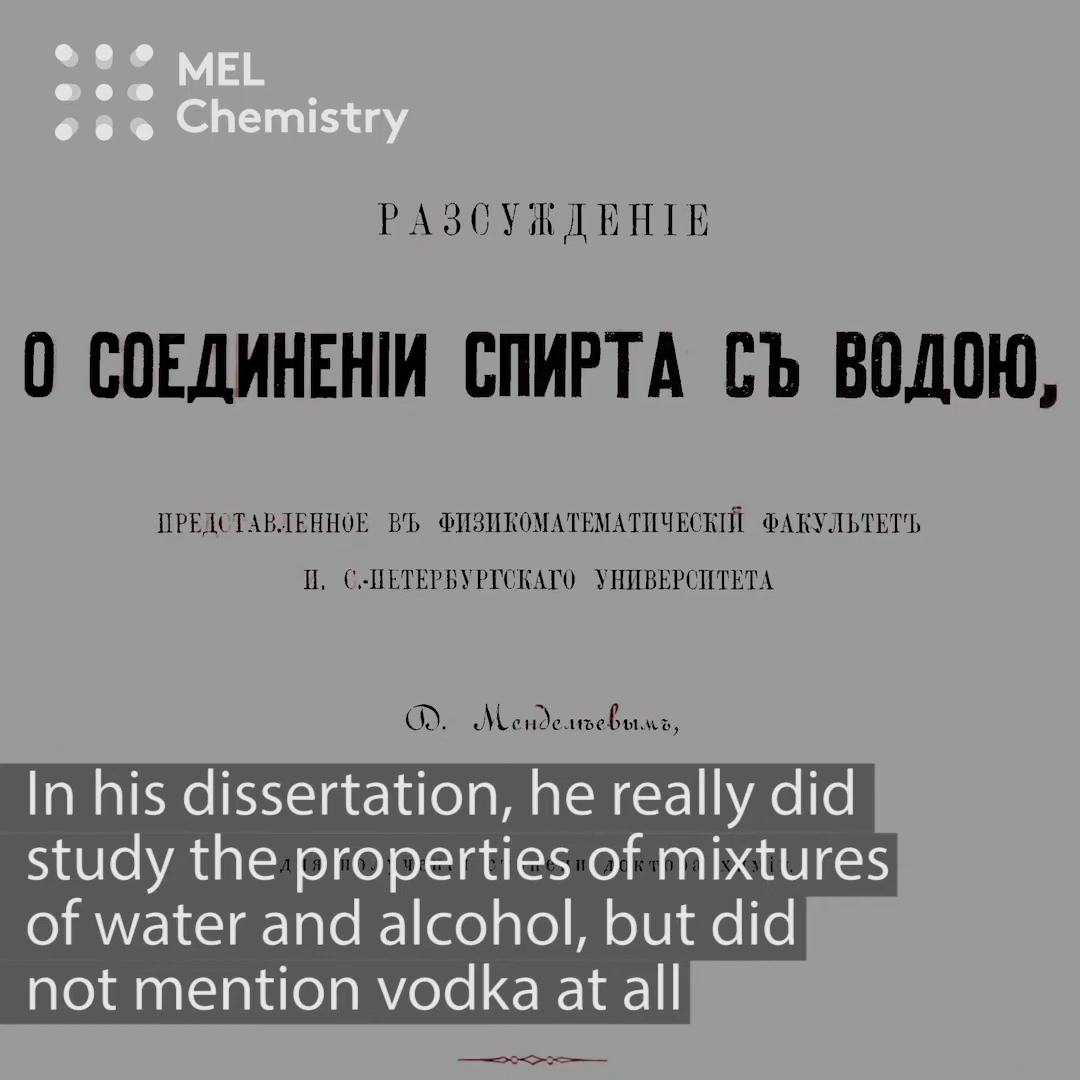 MEL
Chemistry
РАЗСУЖДЕНІЕ
О СОЕДИНЕНІИ СПИРТА СЪ ВОДОЮ,
ПРЕДСТАВЛЕННОЕ ВЪ ФИЗИКОМАТЕМАТИЧЕСКІЙ ФАКУЛЬТЕТЪ
И. С.-ПЕТЕРБУРГСКАГО УНИВЕРСИТЕТА
Д. Менделѣевымъ,
In his dissertation, he really did
study the properties of mixtures
of water and alcohol, but did
not mention vodka at all